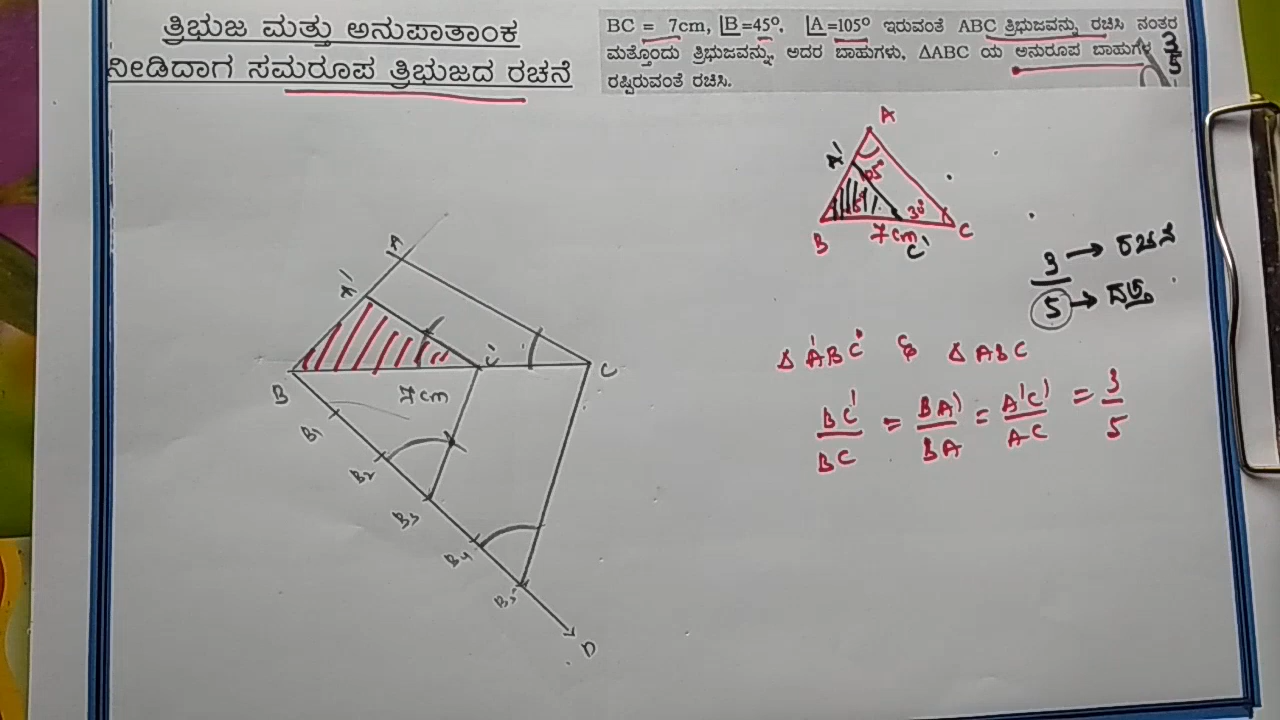 ತ್ರಿಭುಜ ಮತ್ತು ಅನುಪಾತಾಂಕ
ನೀಡಿದಾಗ ಸಮರೂಪ ತ್ರಿಭುಜದ ರಚನೆ
BC = 7cm, ∠B=45°, ∠A=105° ಇರುವಂತೆ ABC ತ್ರಿಭುಜವನ್ನು ರಚಿಸಿ ನಂತರ
ಮತ್ತೊಂದು ತ್ರಿಭುಜವನ್ನು, ಅದರ ಬಾಹುಗಳು, ΔABC ಯ ಅನುರೂಪ ಬಾಹುಗಳ 3/5
ರಷ್ಟಿರುವಂತೆ ರಚಿಸಿ.
A
A'
105°
30°
B 7cm C
C'
3 → ರಚನೆ
5 → ದತ್ತ
A
A'
B C' C
7cm
B1
B2
B3
B4
B5
D
Δ A'BC' ∽ Δ ABC
BC'/BC = BA'/BA = A'C'/AC = 3/5